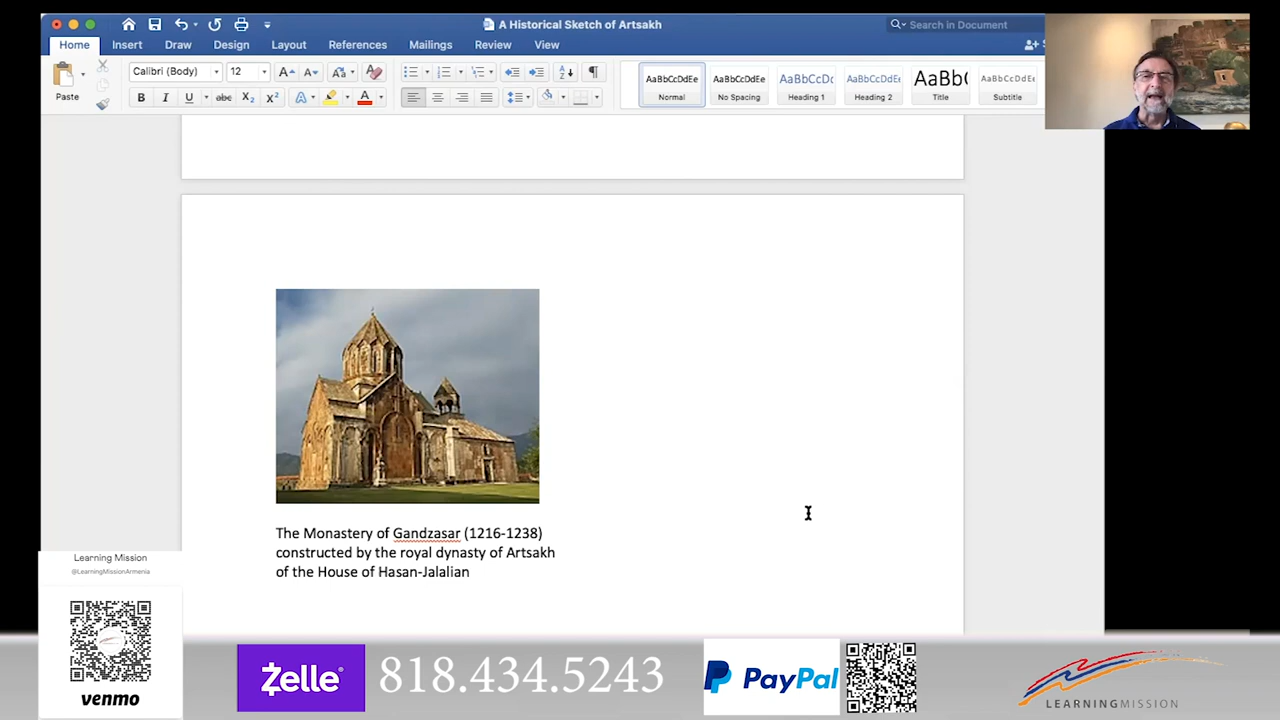 A Historical Sketch of Artsakh
Search in Document
Home Insert Draw Design Layout References Mailings Review View
Paste
Calibri (Body) 12
AaBbCcDdEe AaBbCcDdEe AaBbCcDc AaBbCcDdEe AaBb( AaBbCcDdEe
Normal No Spacing Heading 1 Heading 2 Title Subtitle
The Monastery of Gandzasar (1216-1238)
constructed by the royal dynasty of Artsakh
of the House of Hasan-Jalalian
Learning Mission
@LearningMissionArmenia
venmo
Zelle®
818.434.5243
PayPal
LEARNINGMISSION